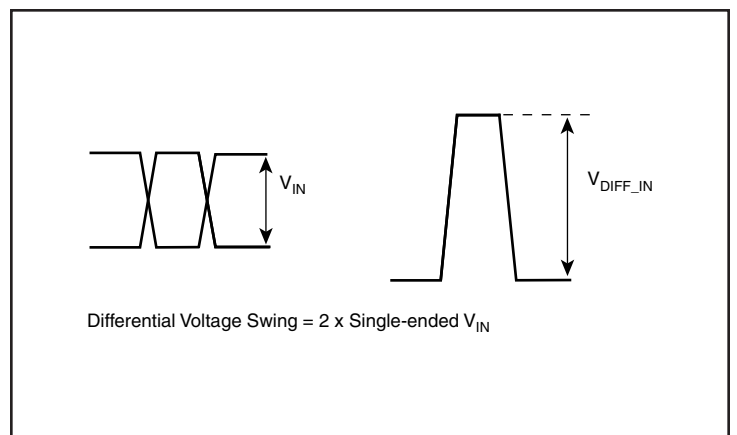 V_IN
V_DIFF_IN
Differential Voltage Swing = 2 x Single-ended V_IN